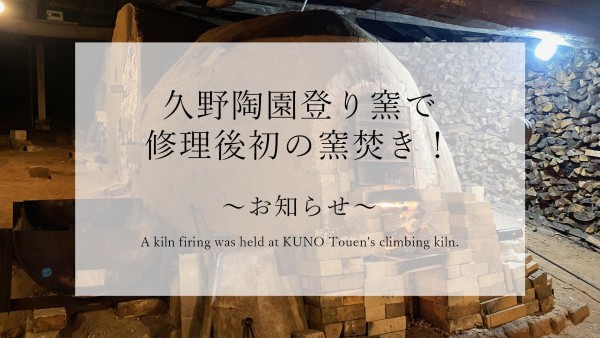 久野陶園登り窯で
修理後初の窯焚き！
～お知らせ～
A kiln firing was held at KUNO Touen's climbing kiln.